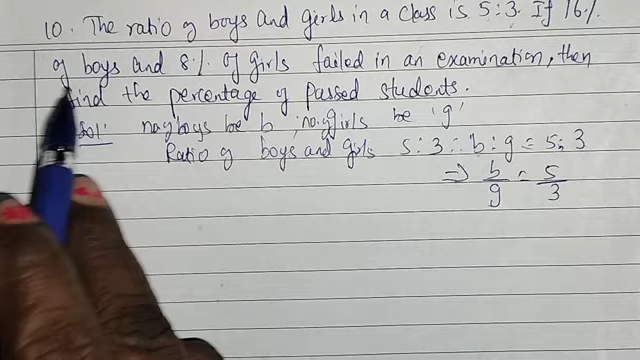 10. The ratio of boys and girls in a class is 5:3. If 16%
of boys and 8% of girls failed in an examination, then
find the percentage of passed students.
Sol: no of boys be b, no. of girls be 'g'
Ratio of boys and girls 5:3 ∴ b:g = 5:3
⇒ b/g = 5/3